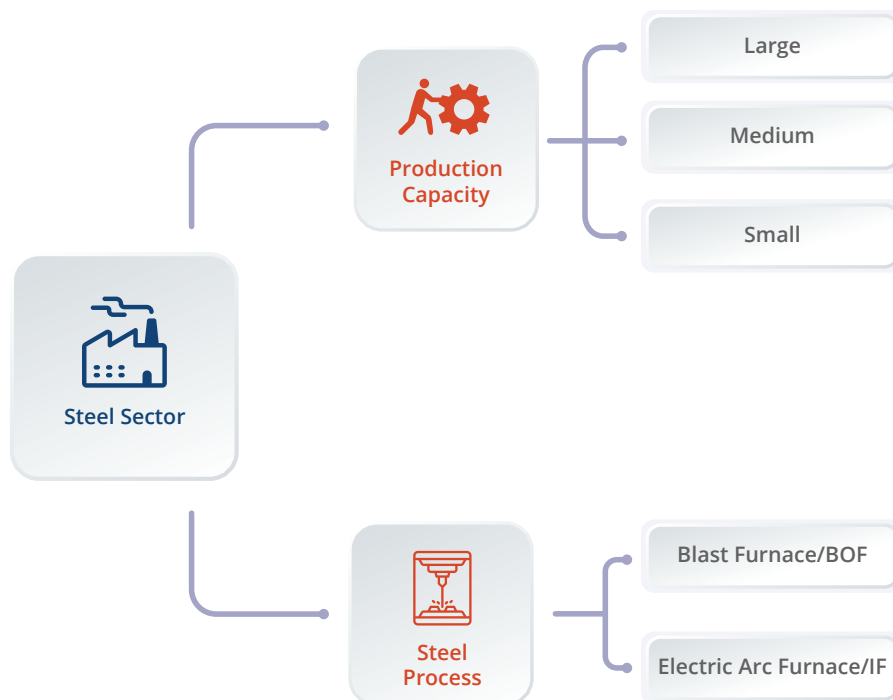 Large
Production
Capacity
Medium
Small
Steel Sector
Blast Furnace/BOF
Steel
Process
Electric Arc Furnace/IF